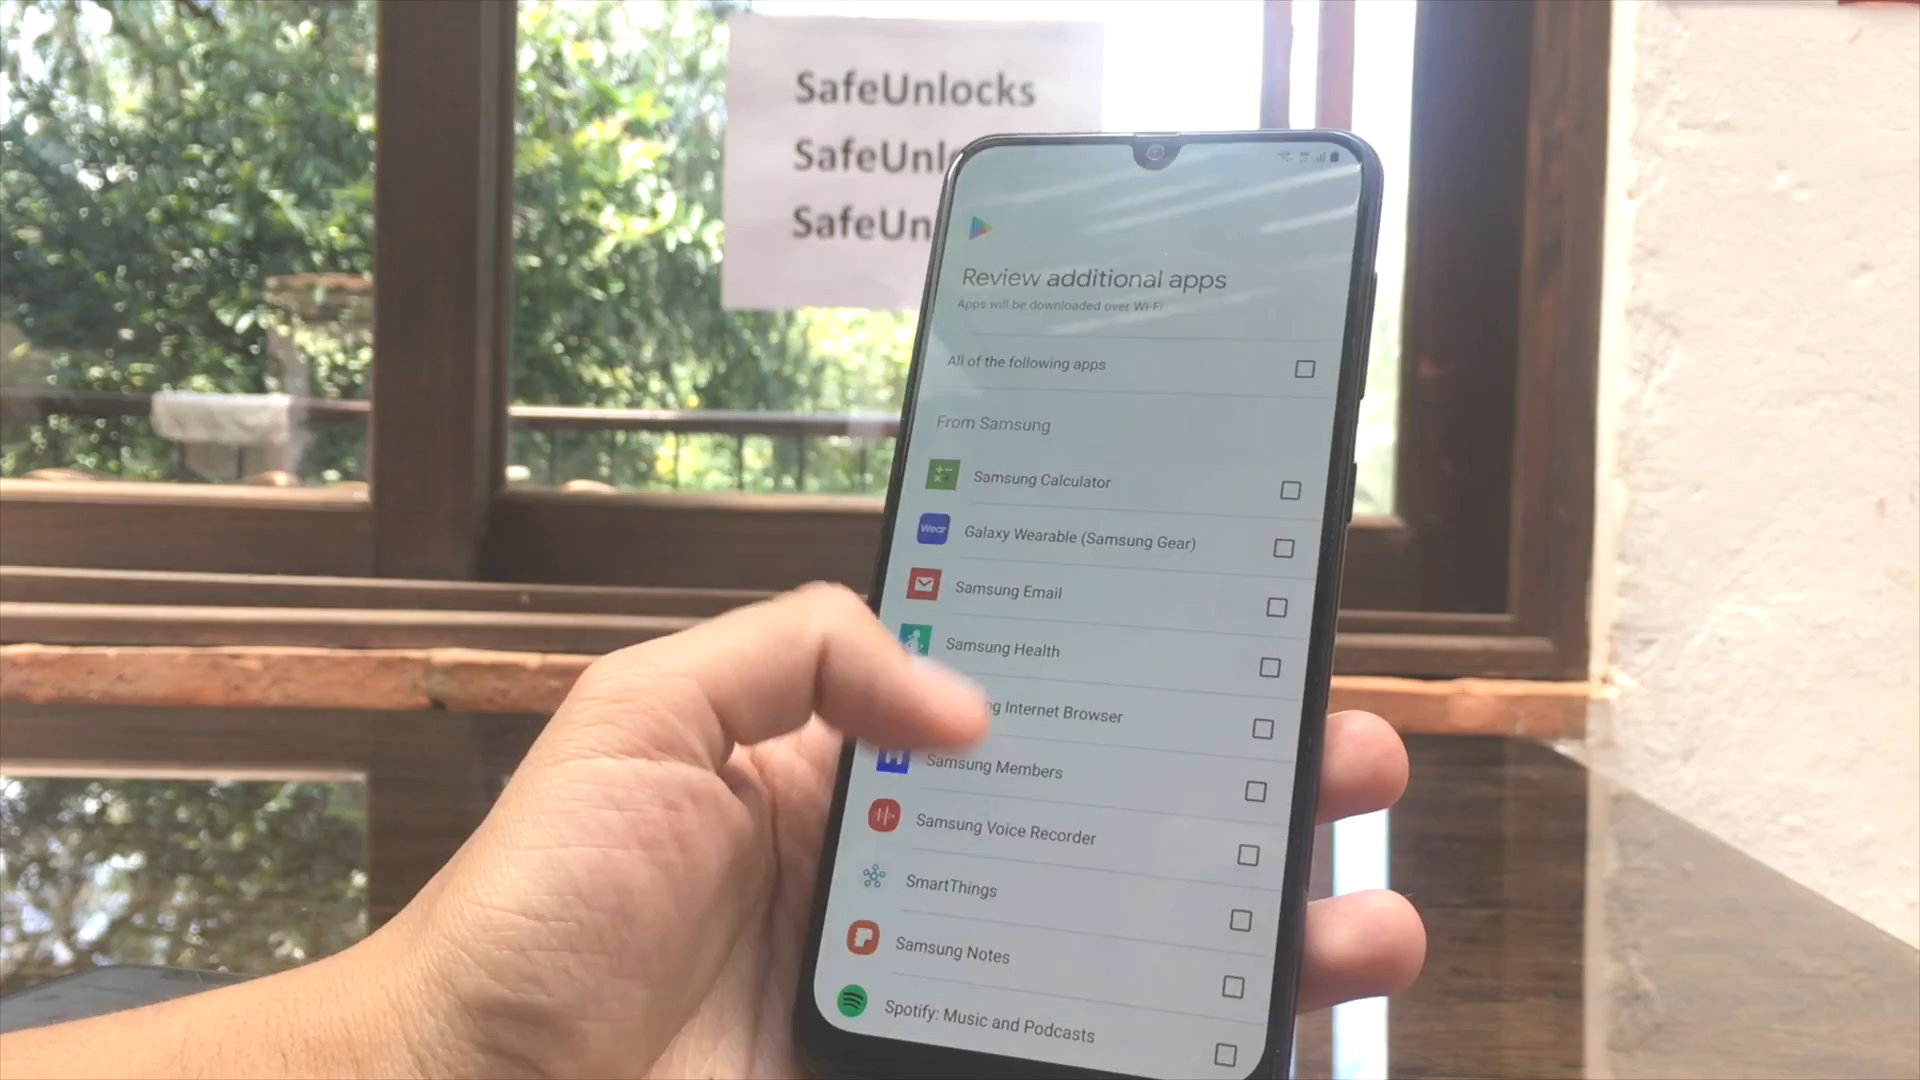 SafeUnlocks
SafeUnl
SafeUn
Review additional apps
Apps will be downloaded over Wi-Fi
All of the following apps
From Samsung
Samsung Calculator
Wear
Galaxy Wearable (Samsung Gear)
Samsung Email
Samsung Health
ng Internet Browser
Samsung Members
Samsung Voice Recorder
SmartThings
Samsung Notes
Spotify: Music and Podcasts